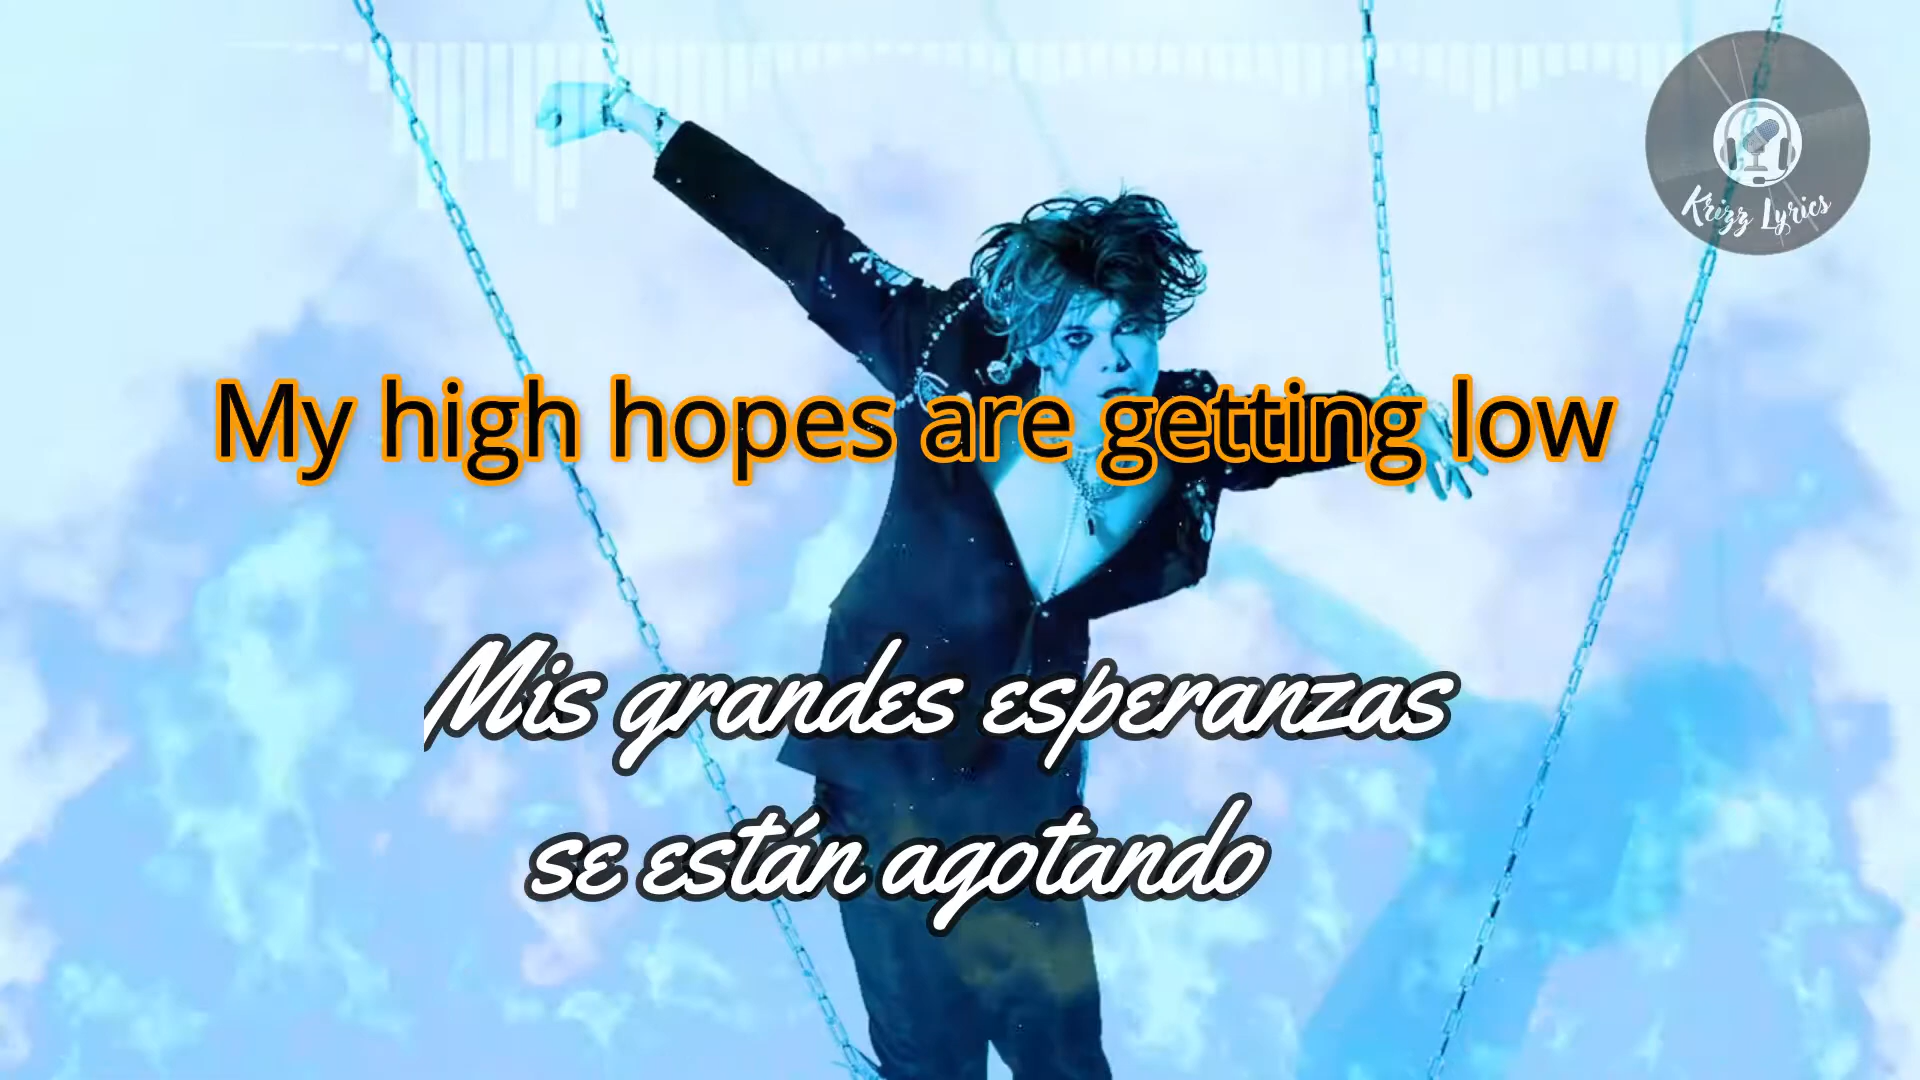 Krizz Lyrics
My high hopes are getting low
Mis grandes esperanzas
se están agotando